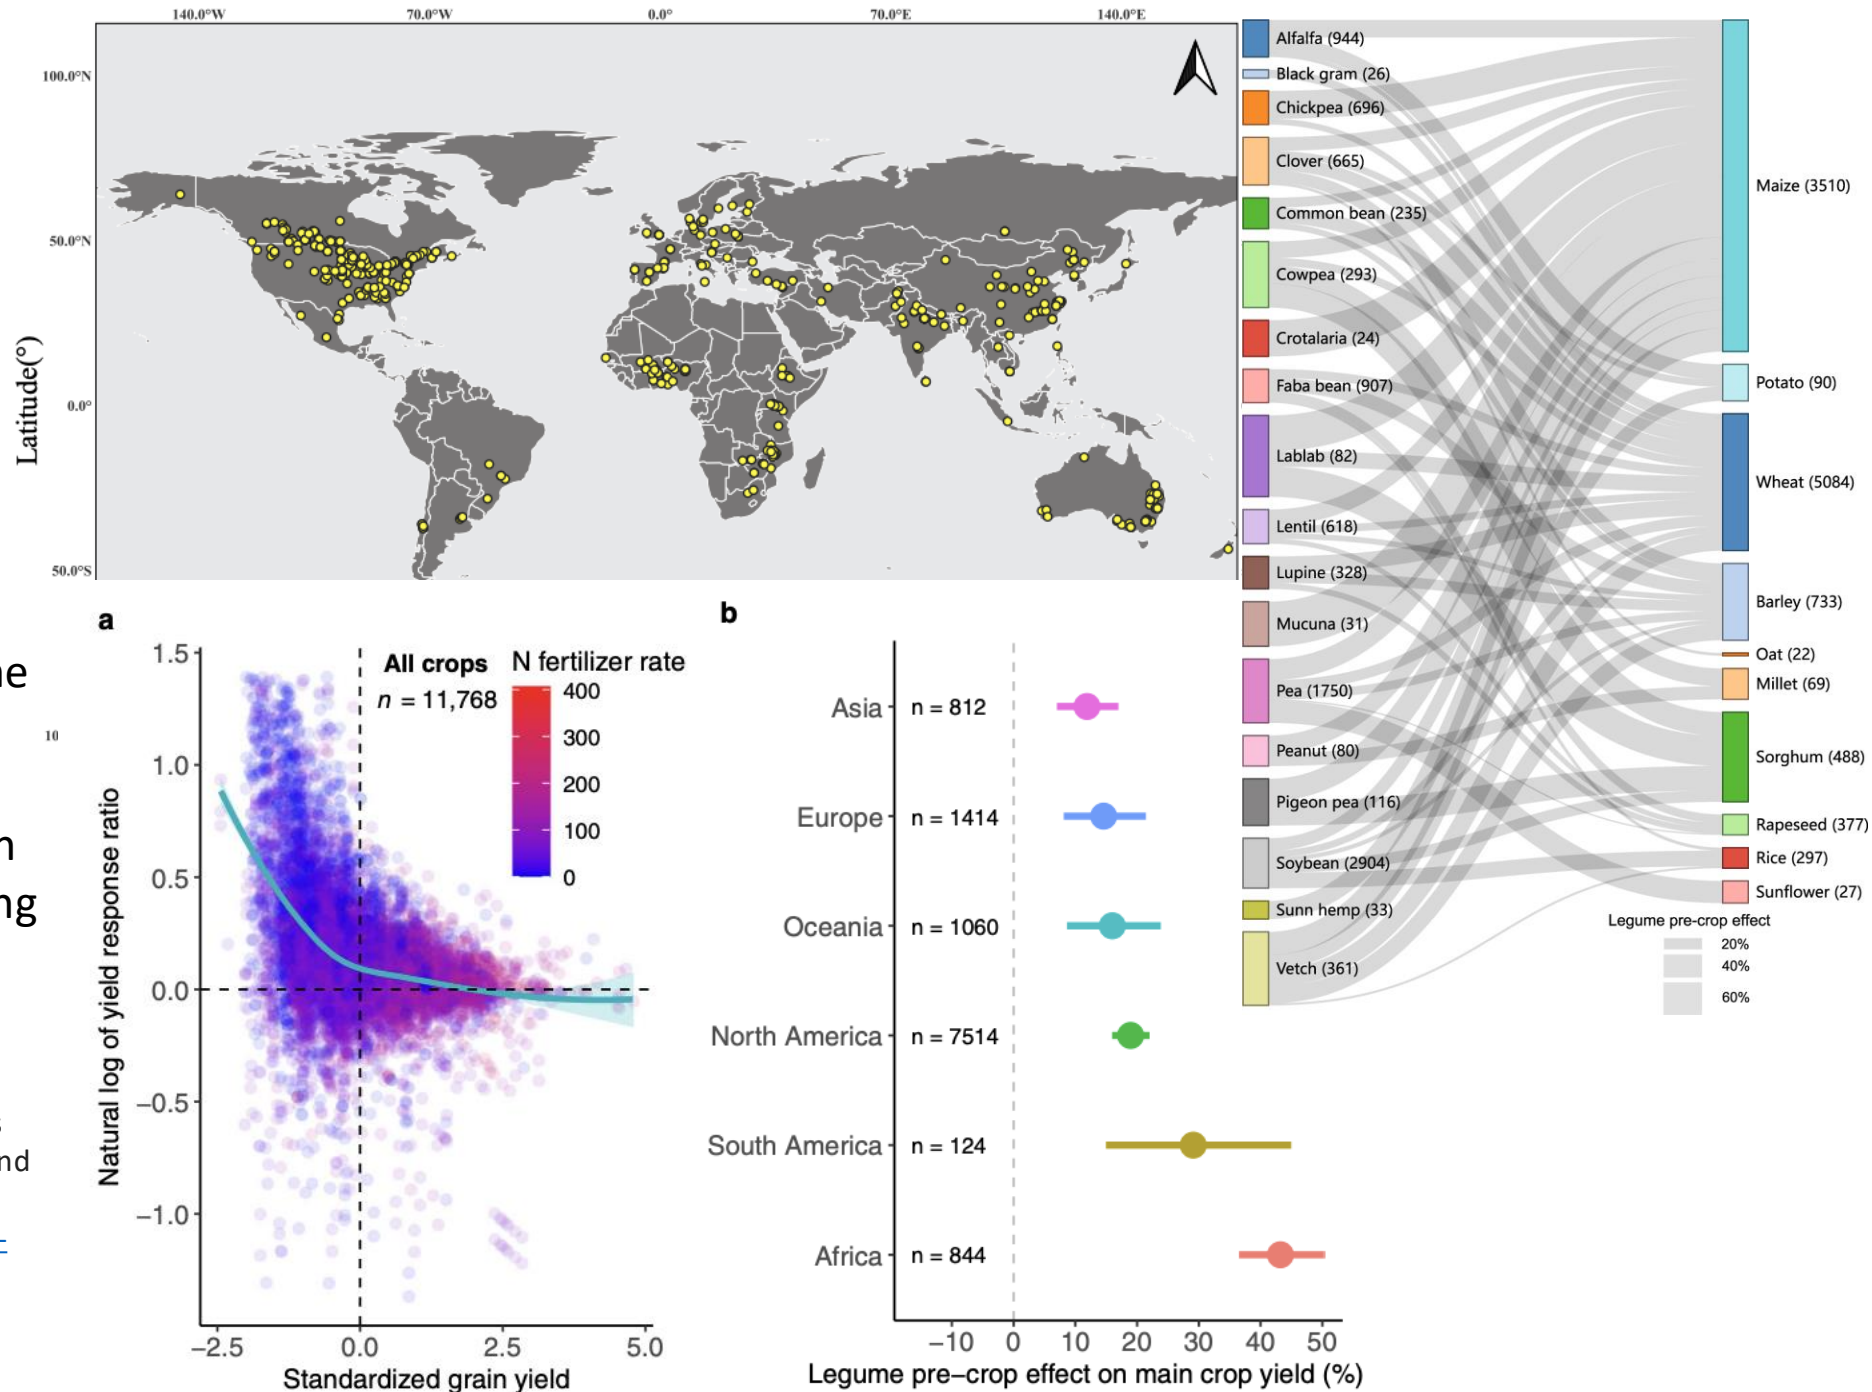 140.0°W 70.0°W 0.0° 70.0°E 140.0°E
100.0°N
50.0°N
0.0°
50.0°S
Latitude(°)
Alfalfa (944)
Black gram (26)
Chickpea (696)
Clover (665)
Common bean (235)
Cowpea (293)
Crotalaria (24)
Faba bean (907)
Lablab (82)
Lentil (618)
Lupine (328)
Mucuna (31)
Pea (1750)
Peanut (80)
Pigeon pea (116)
Soybean (2904)
Sunn hemp (33)
Vetch (361)
Maize (3510)
Potato (90)
Wheat (5084)
Barley (733)
Oat (22)
Millet (69)
Sorghum (488)
Rapeseed (377)
Rice (297)
Sunflower (27)
Legume pre-crop effect
20%
40%
60%
10
nd
a
All crops
n = 11,768
N fertilizer rate
400
300
200
100
0
Natural log of yield response ratio
1.5
1.0
0.5
0.0
−0.5
−1.0
−2.5 0.0 2.5 5.0
Standardized grain yield
b
Asia n = 812
Europe n = 1414
Oceania n = 1060
North America n = 7514
South America n = 124
Africa n = 844
−10 0 10 20 30 40 50
Legume pre−crop effect on main crop yield (%)